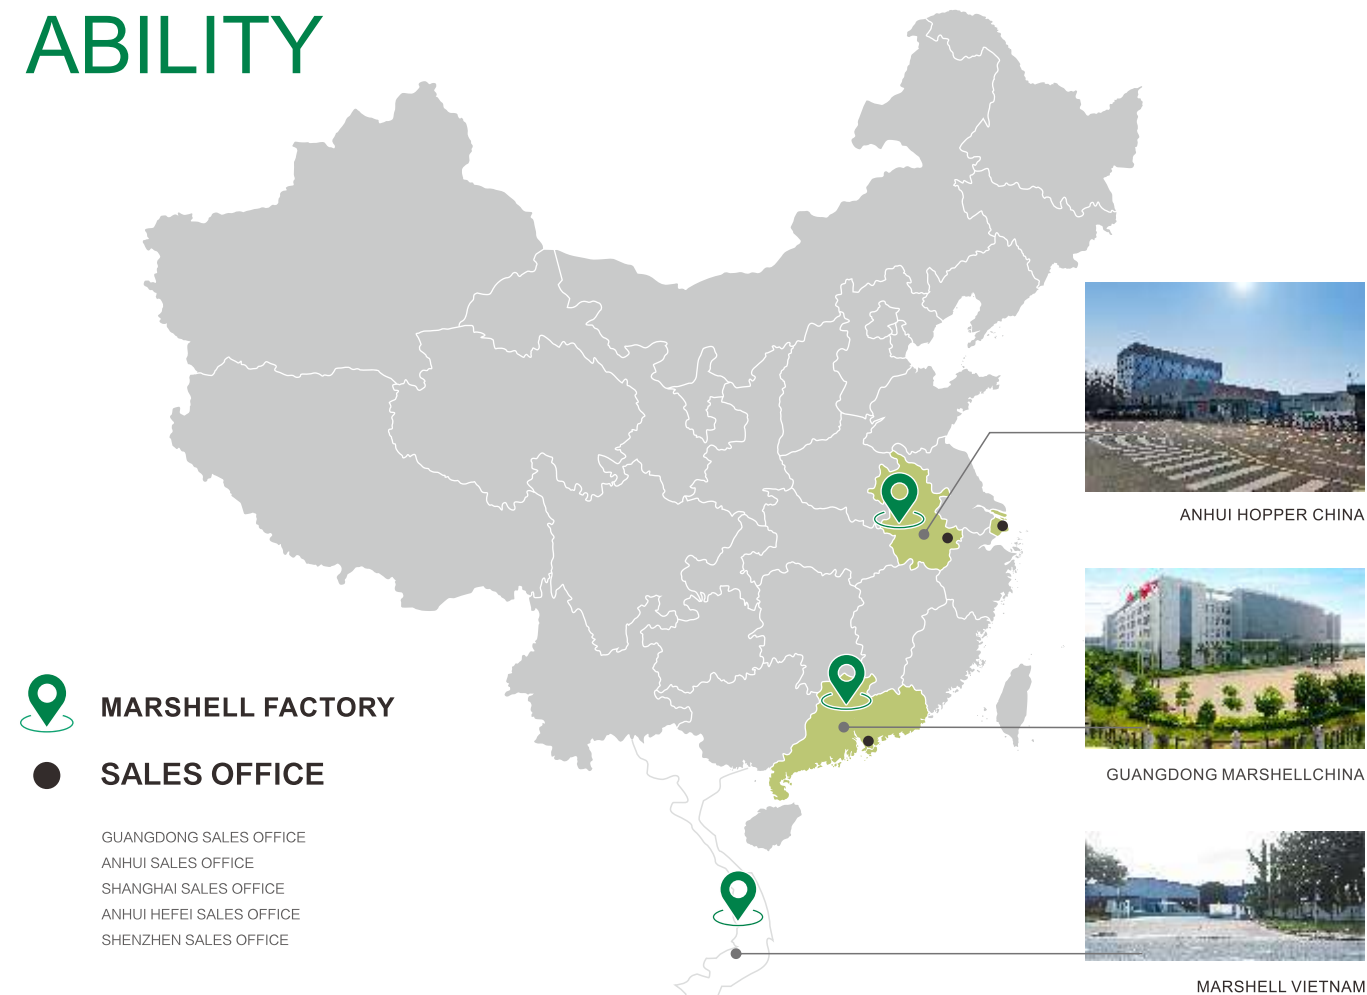 ABILITY
ANHUI HOPPER CHINA
GUANGDONG MARSHELLCHINA
MARSHELL VIETNAM
MARSHELL FACTORY
SALES OFFICE
GUANGDONG SALES OFFICE
ANHUI SALES OFFICE
SHANGHAI SALES OFFICE
ANHUI HEFEI SALES OFFICE
SHENZHEN SALES OFFICE